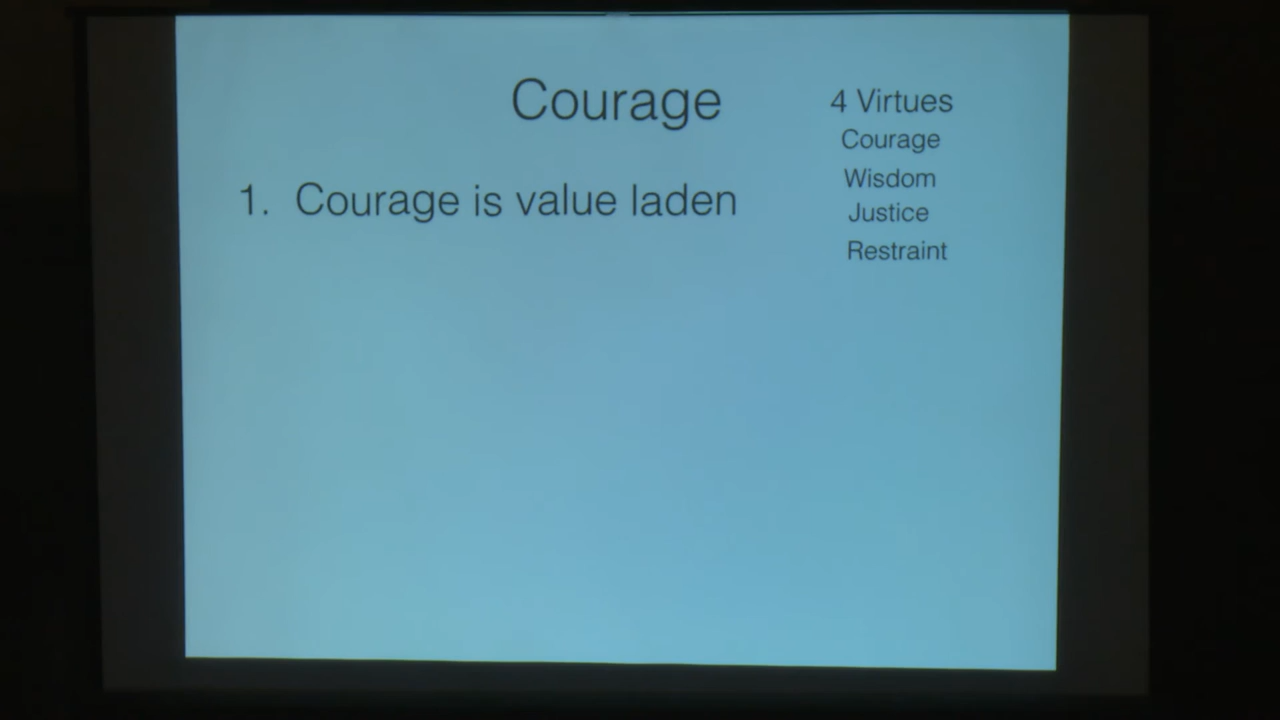 Courage
1. Courage is value laden
4 Virtues
Courage
Wisdom
Justice
Restraint